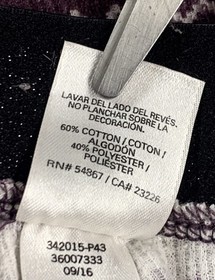 LAVAR DEL LADO DEL REVÉS.
NO PLANCHAR SOBRE LA
DECORACIÓN.
60% COTTON / COTON /
ALGODÓN
40% POLYESTER /
POLIÉSTER
RN# 54867 / CA# 23226
342015-P43
36007333
09/16